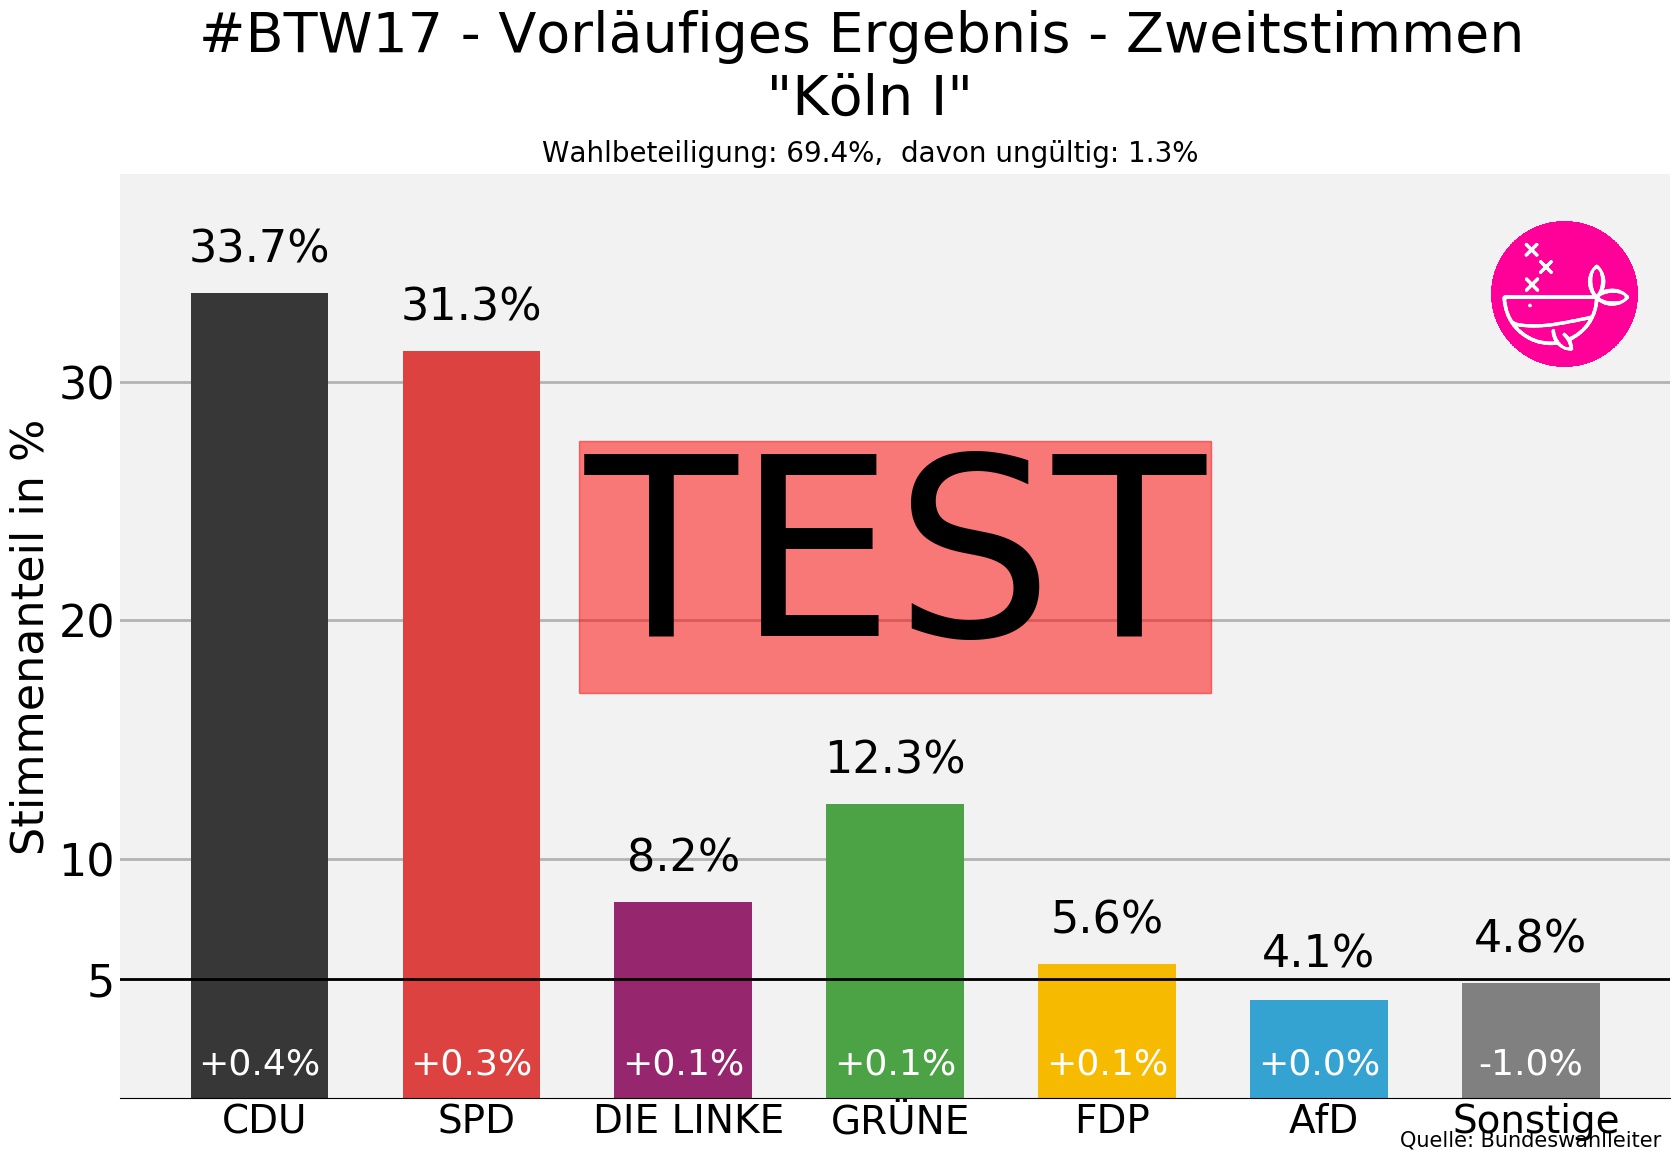 #BTW17 - Vorläufiges Ergebnis - Zweitstimmen
"Köln I"
Wahlbeteiligung: 69.4%,  davon ungültig: 1.3%
Stimmenanteil in %
30
20
10
5
33.7%
31.3%
8.2%
12.3%
5.6%
4.1%
4.8%
TEST
+0.4%
+0.3%
+0.1%
+0.1%
+0.1%
+0.0%
-1.0%
CDU
SPD
DIE LINKE
GRÜNE
FDP
AfD
Sonstige
Quelle: Bundeswahlleiter